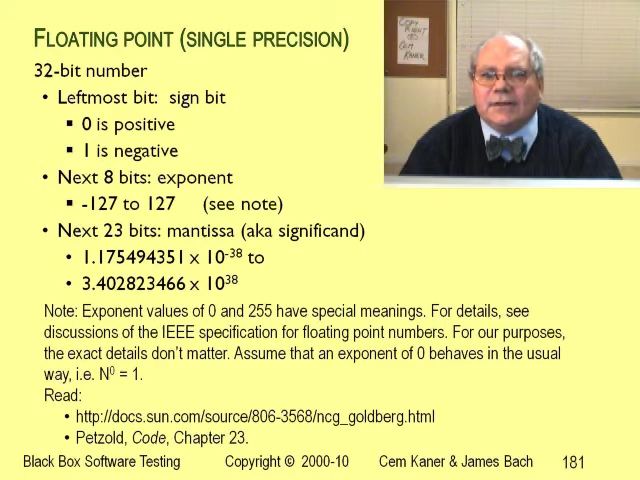 FLOATING POINT (SINGLE PRECISION)
COPY
RIGHT
CEM
KANER
32-bit number
• Leftmost bit: sign bit
▪ 0 is positive
▪ 1 is negative
• Next 8 bits: exponent
▪ -127 to 127 (see note)
• Next 23 bits: mantissa (aka significand)
• 1.175494351 x 10⁻³⁸ to
• 3.402823466 x 10³⁸
Note: Exponent values of 0 and 255 have special meanings. For details, see
discussions of the IEEE specification for floating point numbers. For our purposes,
the exact details don't matter. Assume that an exponent of 0 behaves in the usual
way, i.e. N⁰ = 1.
Read:
• http://docs.sun.com/source/806-3568/ncg_goldberg.html
• Petzold, Code, Chapter 23.
Black Box Software Testing Copyright © 2000-10 Cem Kaner & James Bach 181